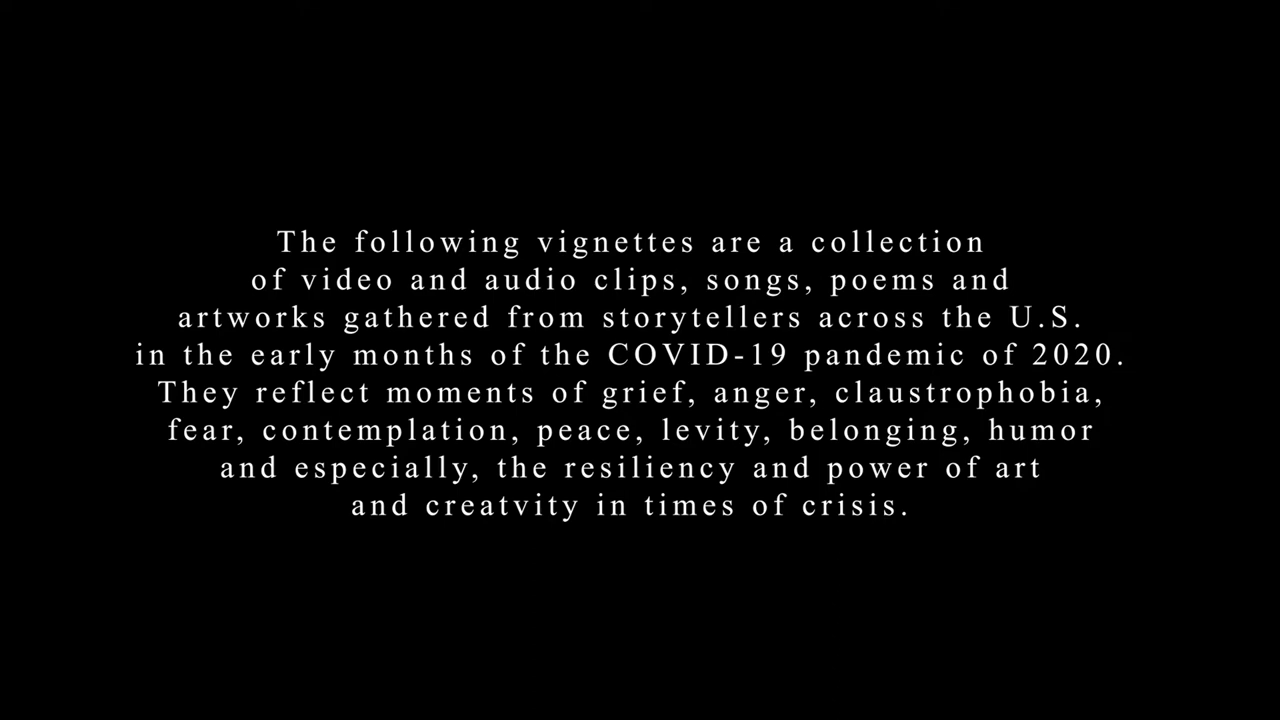 The following vignettes are a collection
of video and audio clips, songs, poems and
artworks gathered from storytellers across the U.S.
in the early months of the COVID-19 pandemic of 2020.
They reflect moments of grief, anger, claustrophobia,
fear, contemplation, peace, levity, belonging, humor
and especially, the resiliency and power of art
and creatvity in times of crisis.